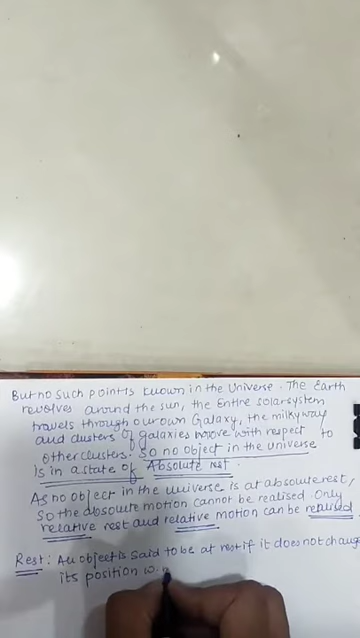 But no such point is known in the Universe. The Earth
revolves around the sun, the entire solar system
travels through our own Galaxy, the milky way
and clusters of galaxies move with respect to
other clusters. So no object in the universe
is in a state of Absolute rest.
As no object in the universe is at absolute rest,
so the absolute motion cannot be realised. Only
relative rest and relative motion can be realised.
Rest: An object is said to be at rest if it does not change
its position w.